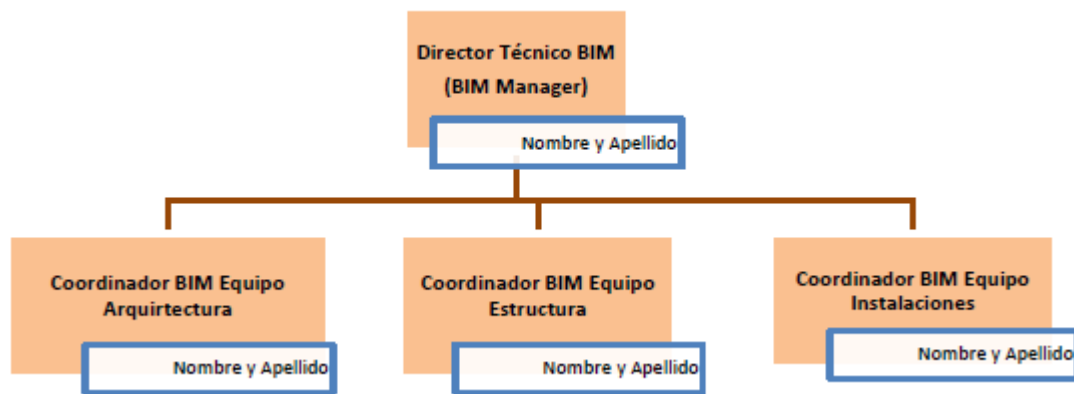 Director Técnico BIM
(BIM Manager)
Nombre y Apellido
Coordinador BIM Equipo
Arquirtectura
Nombre y Apellido
Coordinador BIM Equipo
Estructura
Nombre y Apellido
Coordinador BIM Equipo
Instalaciones
Nombre y Apellido